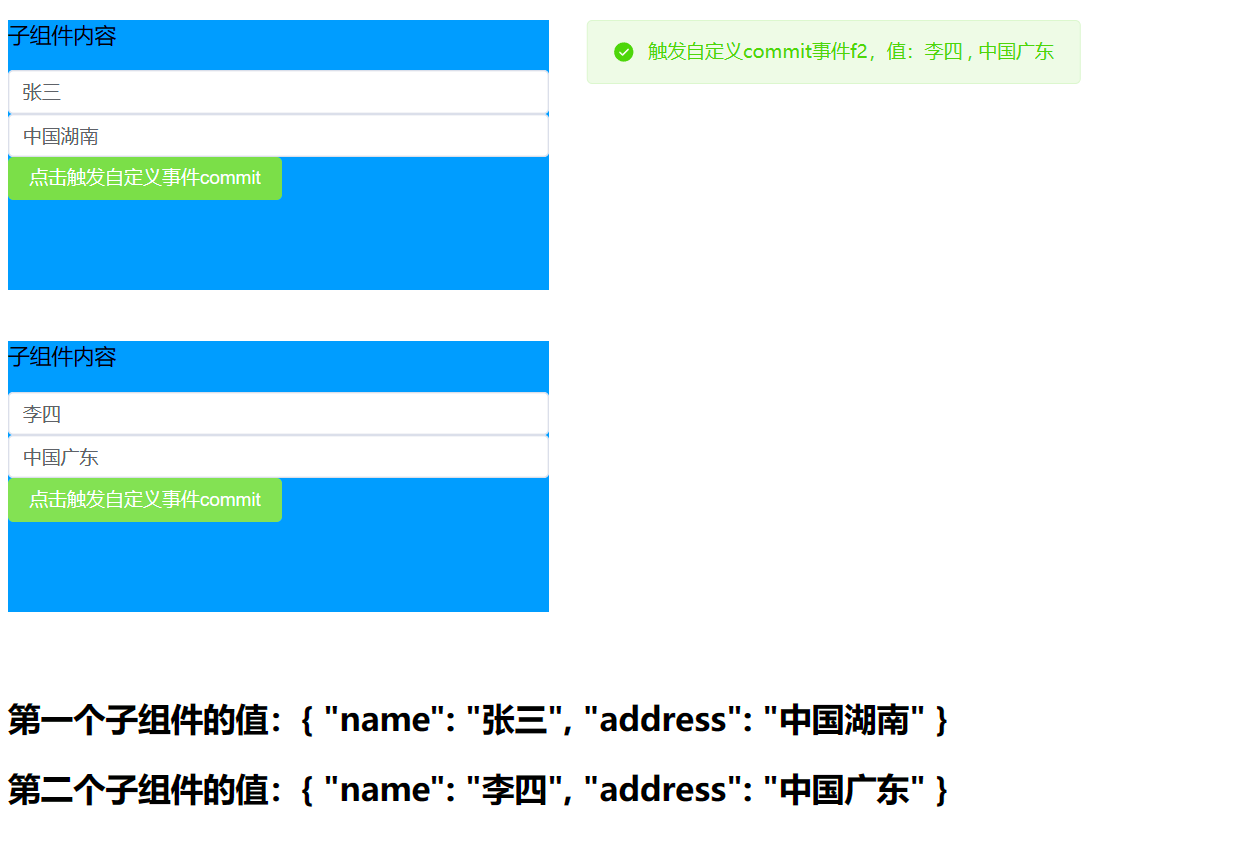 子组件内容
触发自定义commit事件f2，值：李四 , 中国广东
张三
中国湖南
点击触发自定义事件commit
子组件内容
李四
中国广东
点击触发自定义事件commit
第一个子组件的值：{ "name": "张三", "address": "中国湖南" }
第二个子组件的值：{ "name": "李四", "address": "中国广东" }